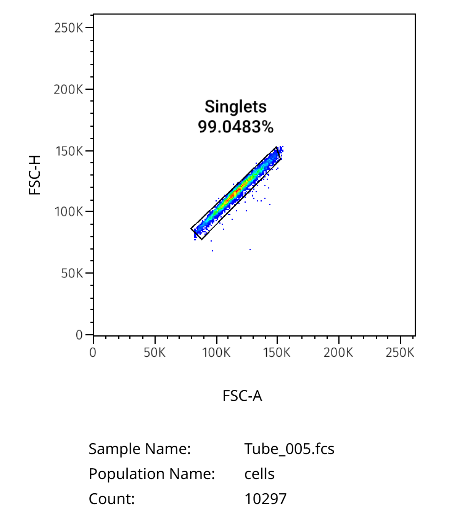 250K
200K
Singlets
99.0483%
150K
FSC-H
100K
50K
0
0 50K 100K 150K 200K 250K
FSC-A
Sample Name: Tube_005.fcs
Population Name: cells
Count: 10297